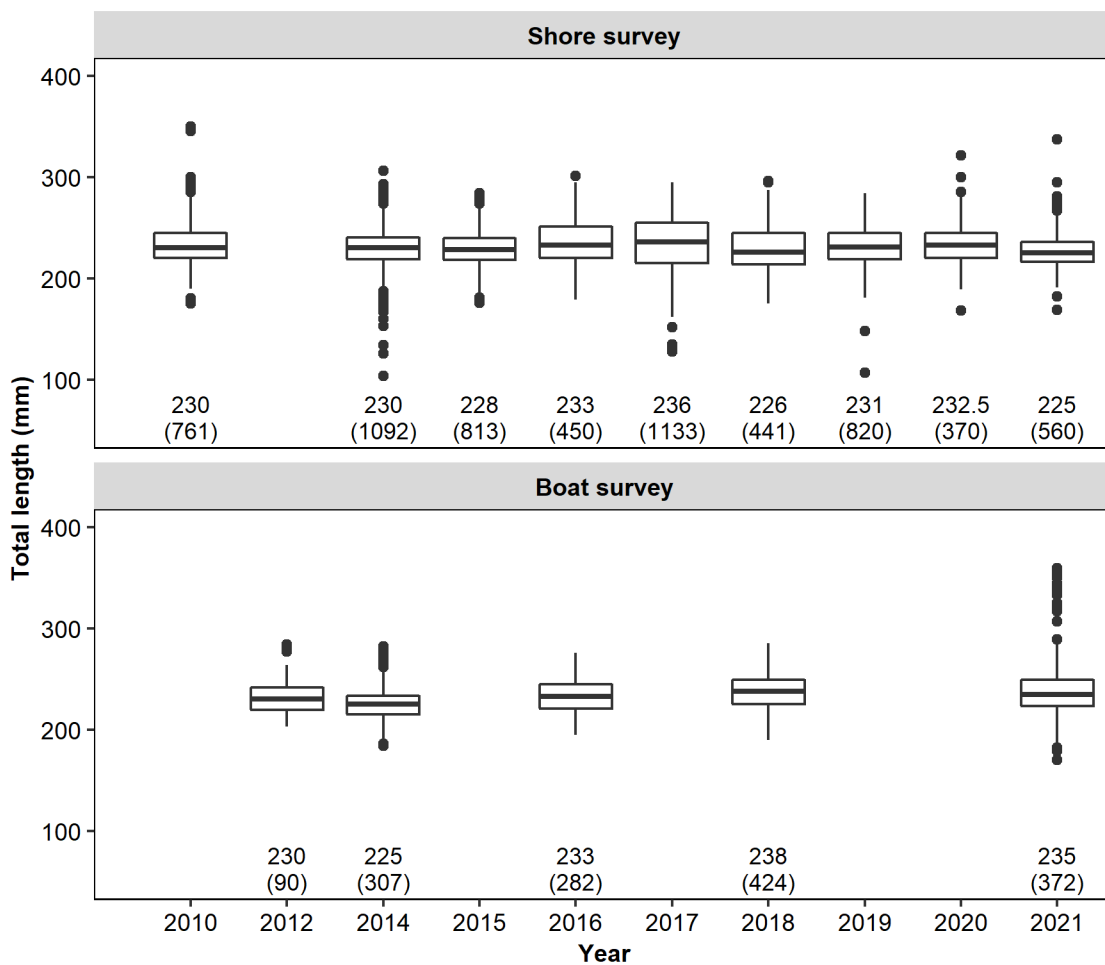 Shore survey
400
300
200
100
230 230 228 233 236 226 231 232.5 225
(761) (1092) (813) (450) (1133) (441) (820) (370) (560)
Total length (mm)
Boat survey
400
300
200
100
230 225 233 238 235
(90) (307) (282) (424) (372)
2010 2012 2014 2015 2016 2017 2018 2019 2020 2021
Year